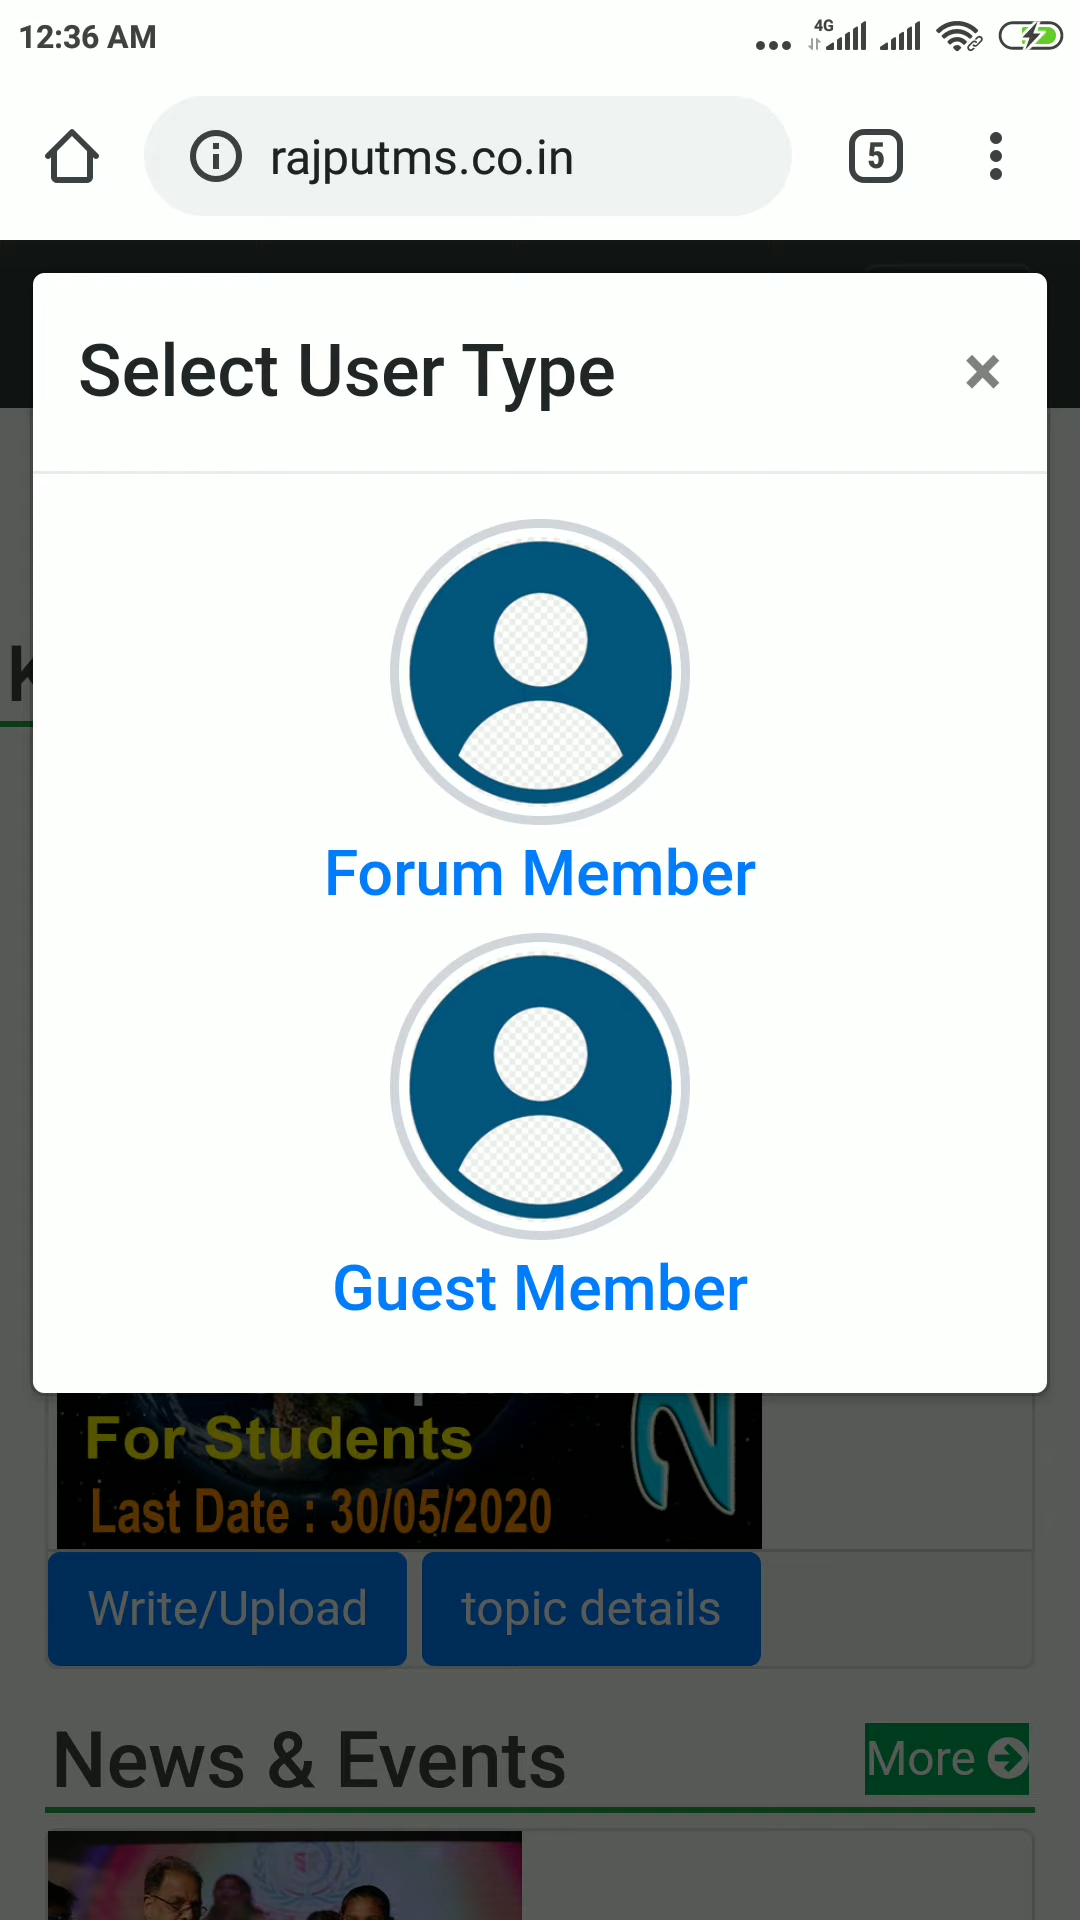 12:36 AM
4G
rajputms.co.in
5
Select User Type
×
Forum Member
Guest Member
For Students
Last Date : 30/05/2020
Write/Upload
topic details
News & Events
More